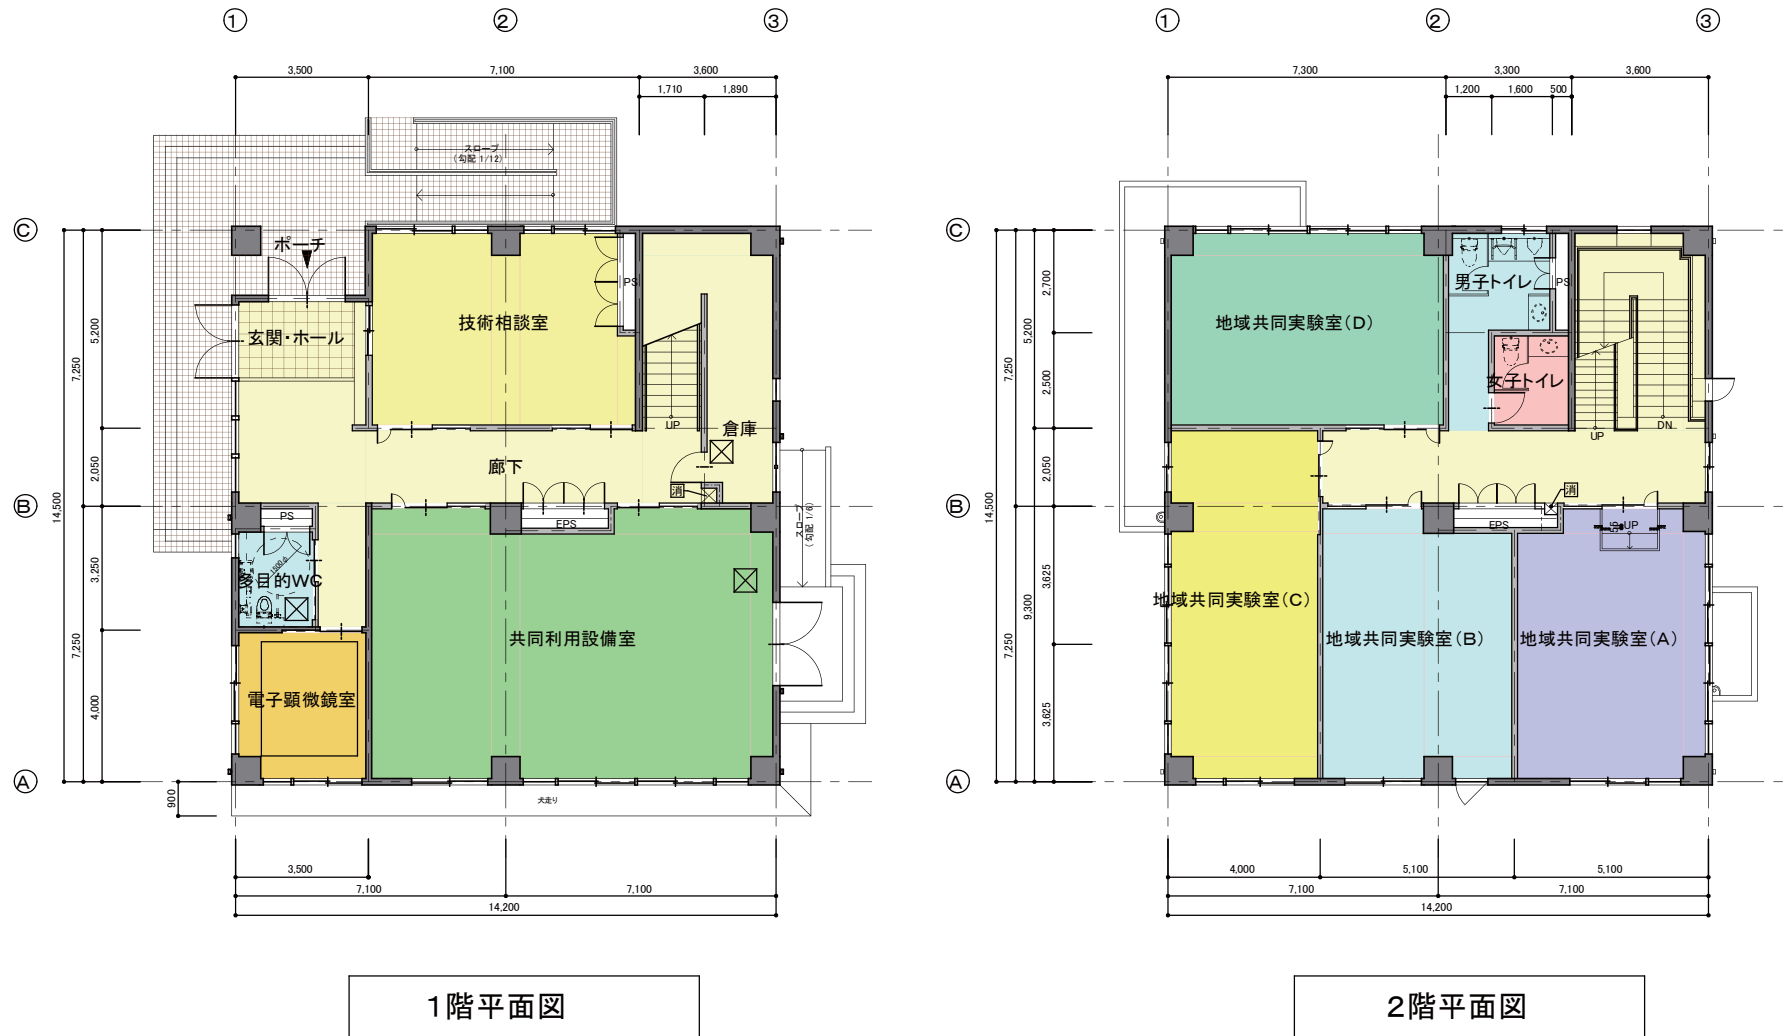 1
2
3
3,500
7,100
3,600
1,710
1,890
スロープ
(勾配 1/12)
C
ポーチ
PS
玄関・ホール
技術相談室
5,200
7,250
UP
倉庫
廊下
2,050
消
14,500
B
PS
EPS
スロープ
(勾配 1/6)
3,250
1500φ
多目的WC
7,250
共同利用設備室
電子顕微鏡室
4,000
A
900
犬走り
3,500
7,100
7,100
14,200
1階平面図
1
2
3
7,300
3,300
3,600
1,200
1,600
500
C
男子トイレ
PS
2,700
5,200
地域共同実験室(D)
7,250
女子トイレ
2,500
UP
DN
2,050
消
14,500
B
EPS
UP
3,625
9,300
地域共同実験室(C)
地域共同実験室(B)
地域共同実験室(A)
7,250
3,625
A
4,000
5,100
5,100
7,100
7,100
14,200
2階平面図